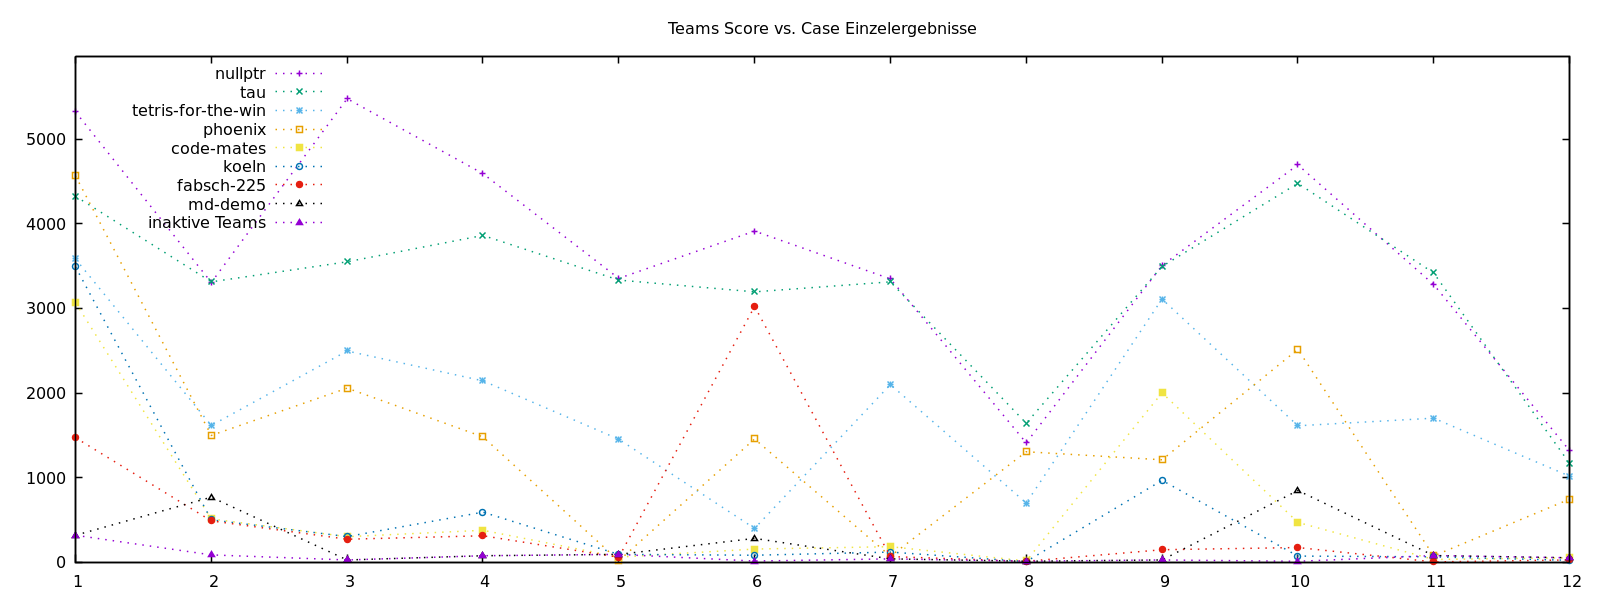 Teams Score vs. Case Einzelergebnisse
nullptr
tau
tetris-for-the-win
phoenix
code-mates
koeln
fabsch-225
md-demo
inaktive Teams
5000
4000
3000
2000
1000
0
1 2 3 4 5 6 7 8 9 10 11 12